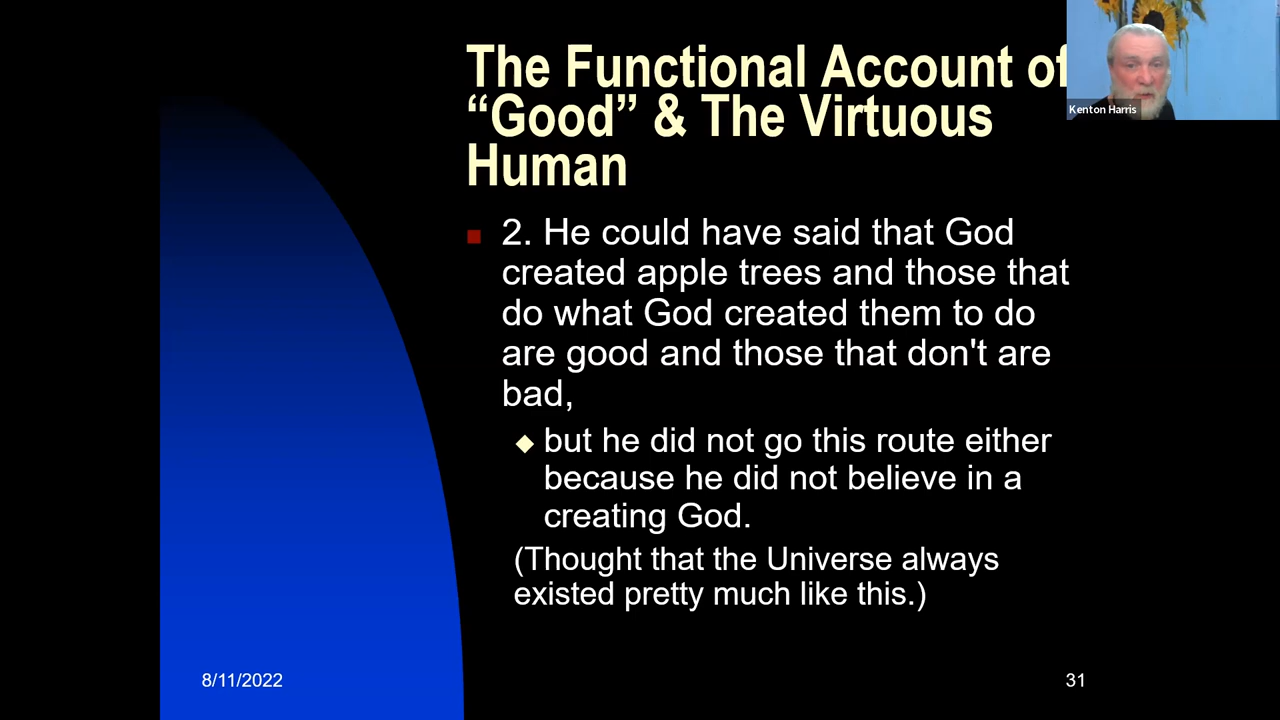 The Functional Account of
“Good” & The Virtuous
Human
Kenton Harris
2. He could have said that God
created apple trees and those that
do what God created them to do
are good and those that don't are
bad,
but he did not go this route either
because he did not believe in a
creating God.
(Thought that the Universe always
existed pretty much like this.)
8/11/2022
31